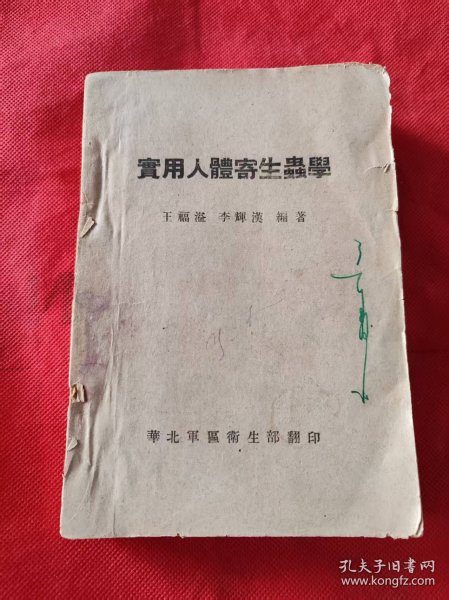 實用人體寄生蟲學
王福溢 李輝漢 編著
華北軍區衛生部翻印
孔夫子旧书网
www.kongfz.com